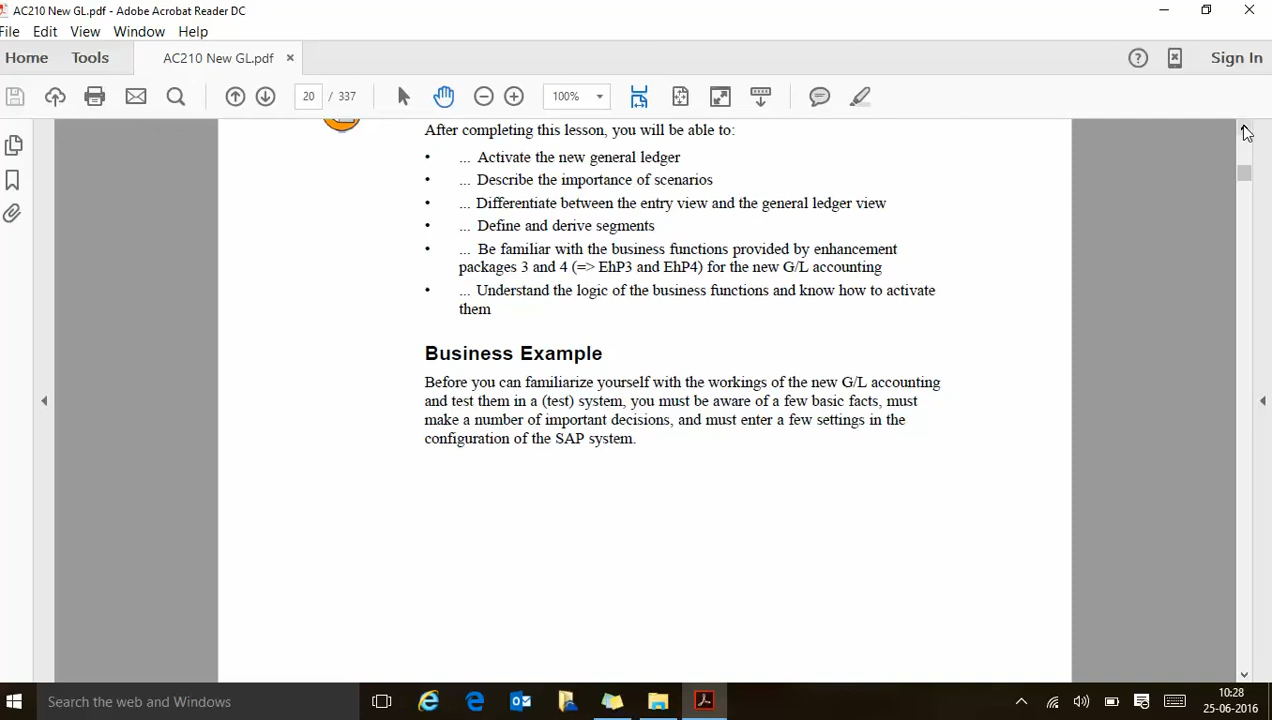 AC210 New GL.pdf - Adobe Acrobat Reader DC
File Edit View Window Help
Home Tools AC210 New GL.pdf × Sign In
20 / 337 100%
After completing this lesson, you will be able to:
• ... Activate the new general ledger
• ... Describe the importance of scenarios
• ... Differentiate between the entry view and the general ledger view
• ... Define and derive segments
• ... Be familiar with the business functions provided by enhancement
packages 3 and 4 (=> EhP3 and EhP4) for the new G/L accounting
• ... Understand the logic of the business functions and know how to activate
them
Business Example
Before you can familiarize yourself with the workings of the new G/L accounting
and test them in a (test) system, you must be aware of a few basic facts, must
make a number of important decisions, and must enter a few settings in the
configuration of the SAP system.
Search the web and Windows
10:28
25-06-2016